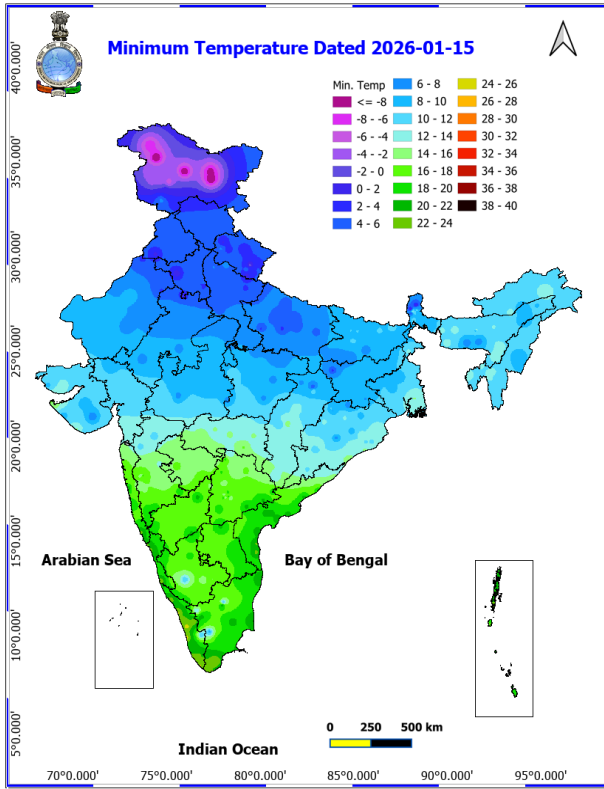 Minimum Temperature Dated 2026-01-15
Min. Temp
<= -8
-8 - -6
-6 - -4
-4 - -2
-2 - 0
0 - 2
2 - 4
4 - 6
6 - 8
8 - 10
10 - 12
12 - 14
14 - 16
16 - 18
18 - 20
20 - 22
22 - 24
24 - 26
26 - 28
28 - 30
30 - 32
32 - 34
34 - 36
36 - 38
38 - 40
40°0.000'
35°0.000'
30°0.000'
25°0.000'
20°0.000'
15°0.000'
10°0.000'
5°0.000'
Arabian Sea
Bay of Bengal
Indian Ocean
0 250 500 km
70°0.000' 75°0.000' 80°0.000' 85°0.000' 90°0.000' 95°0.000'